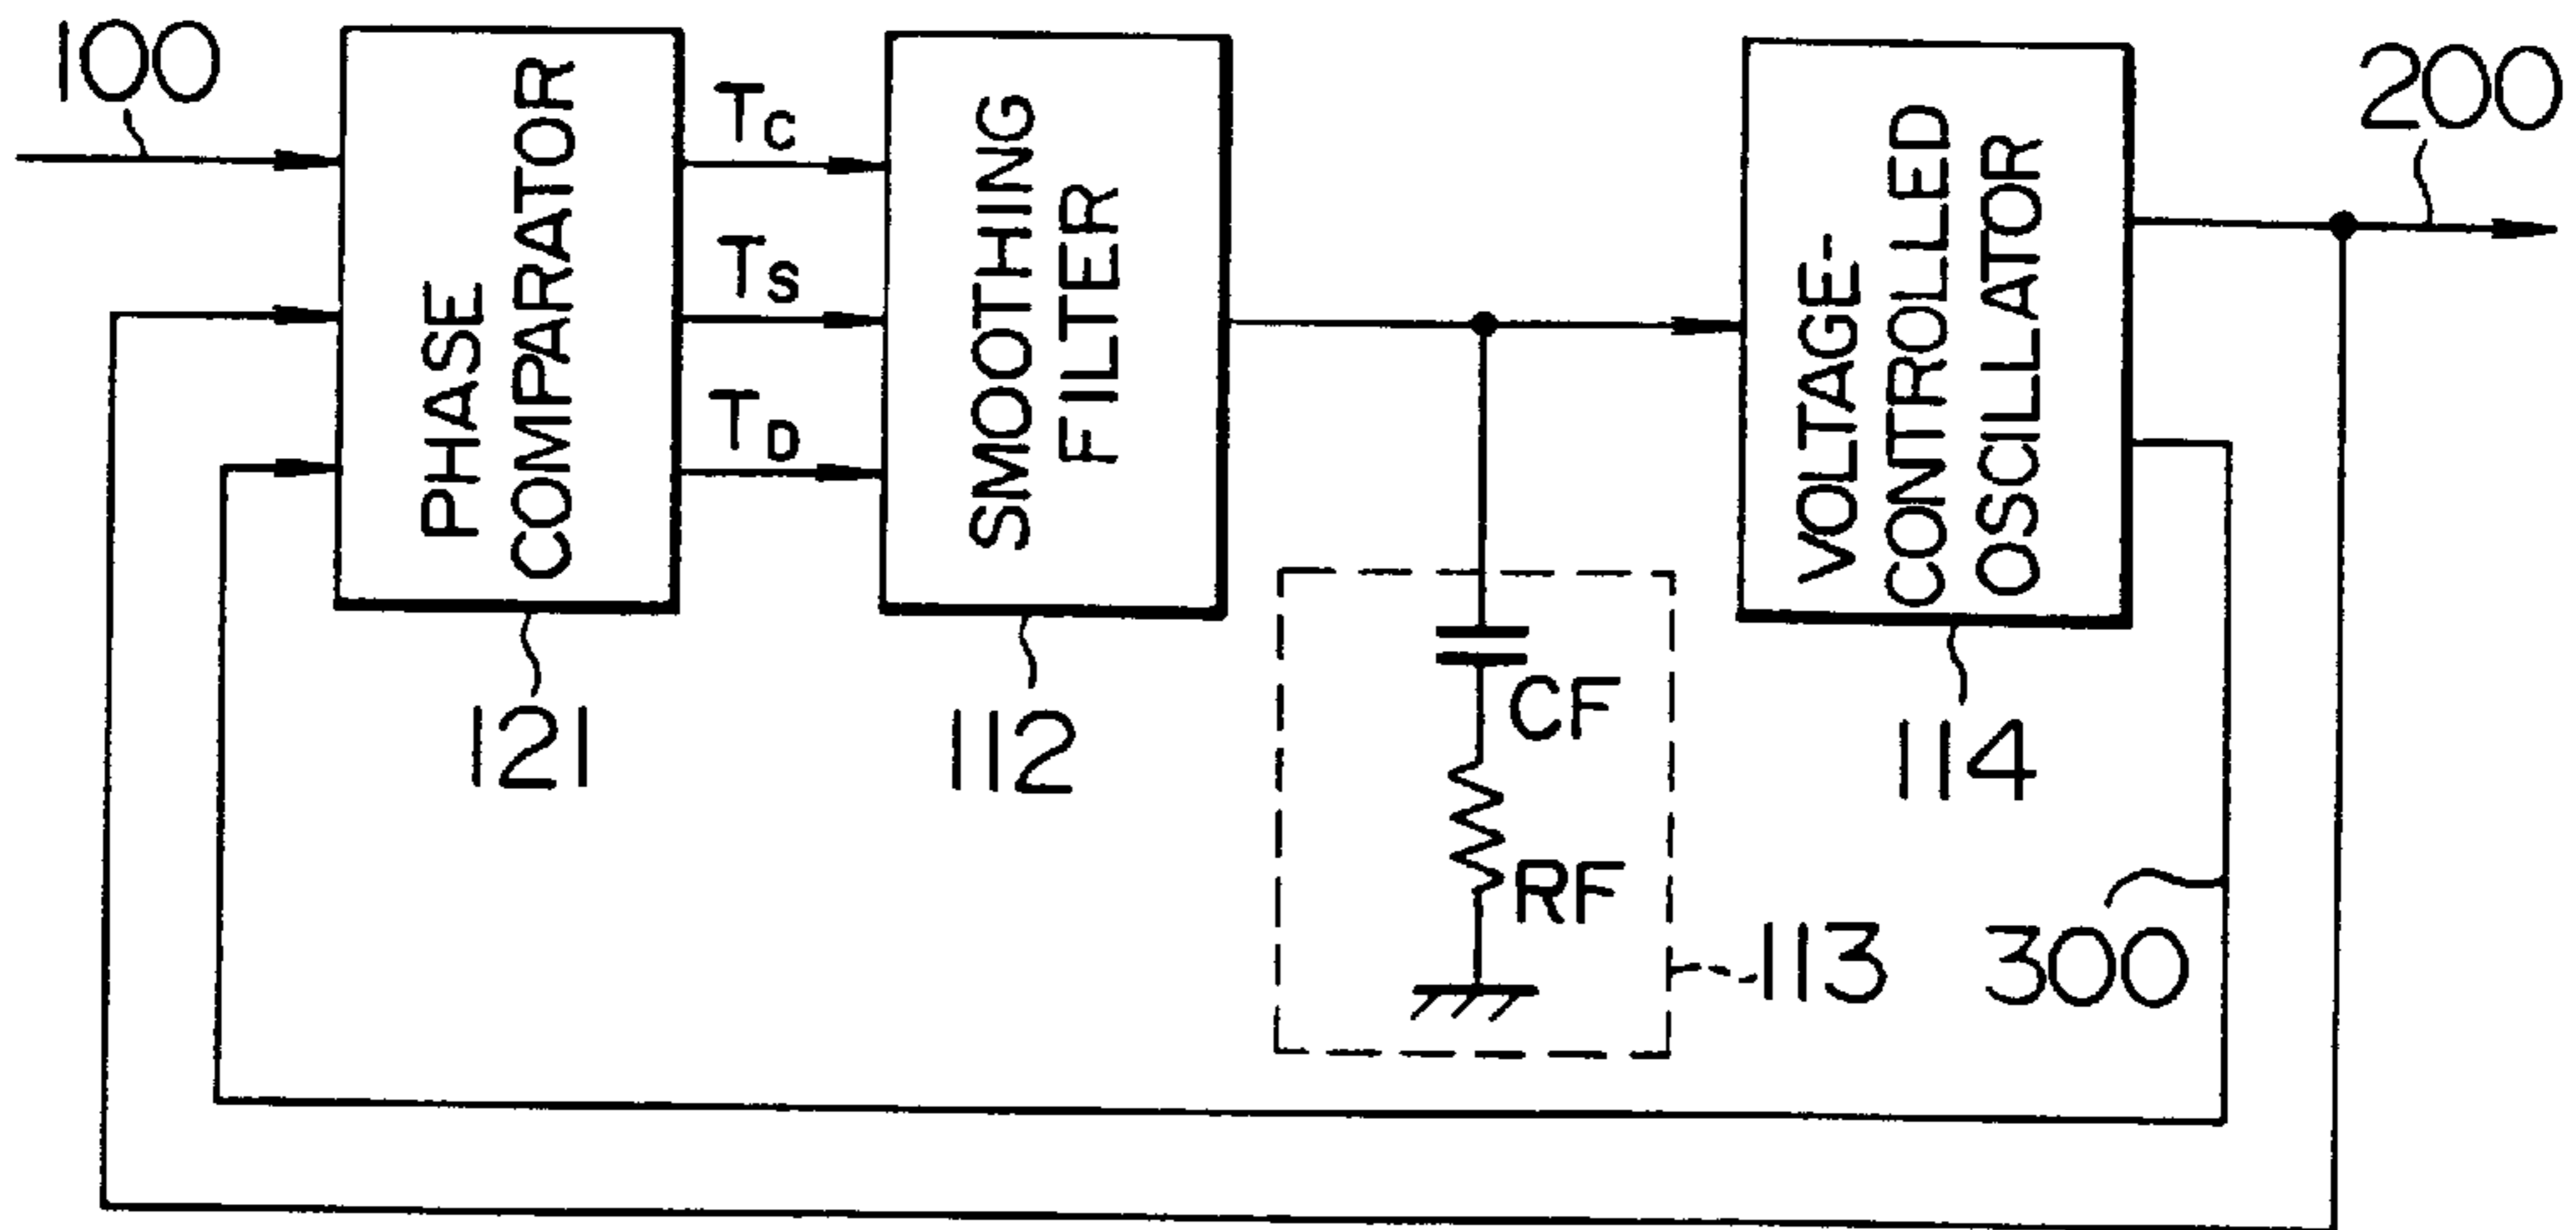 100
PHASE
COMPARATOR
121
TC
TS
TD
SMOOTHING
FILTER
112
CF
RF
113
VOLTAGE-
CONTROLLED
OSCILLATOR
114
200
300